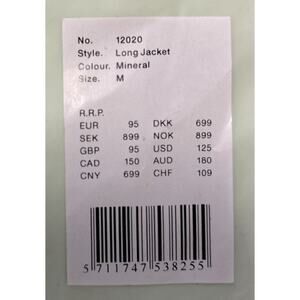 No. 12020
Style. Long Jacket
Colour. Mineral
Size. M
R.R.P.
EUR 95 DKK 699
SEK 899 NOK 899
GBP 95 USD 125
CAD 150 AUD 180
CNY 699 CHF 109
5 711747 538255